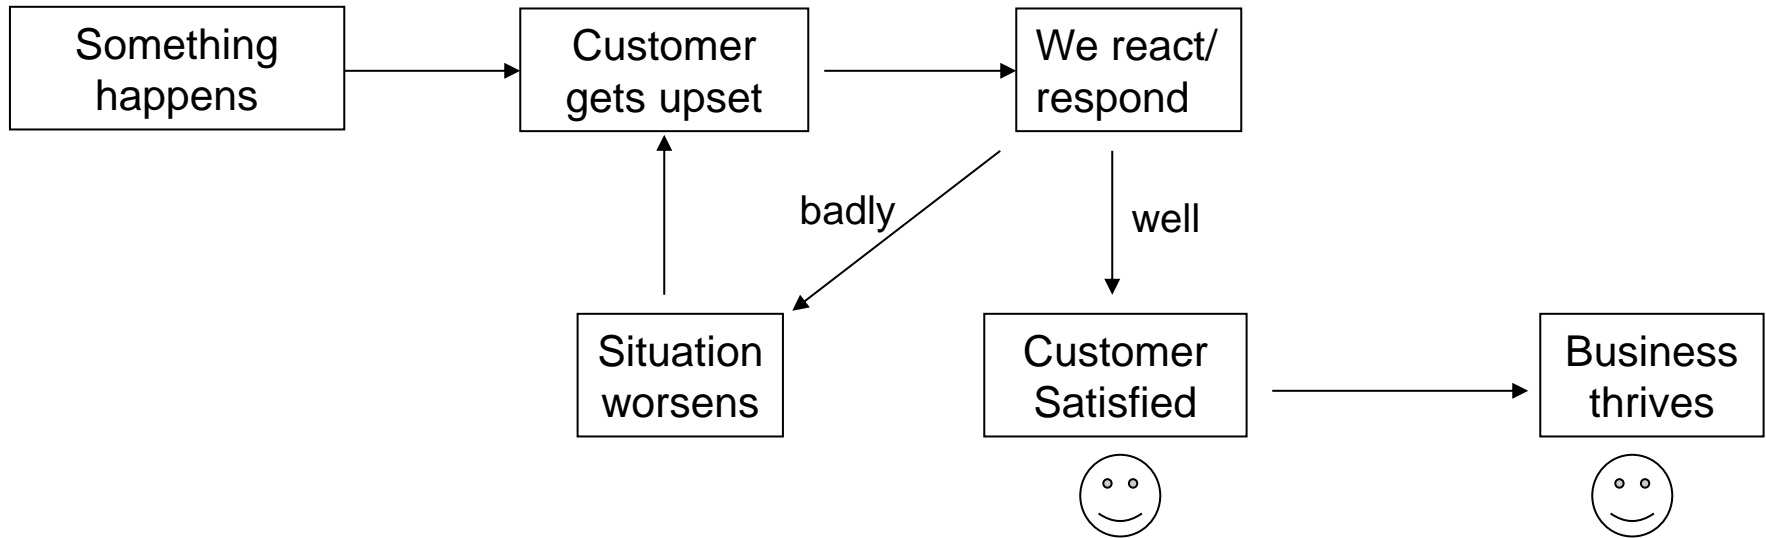 Something
happens
Customer
gets upset
We react/
respond
badly
well
Situation
worsens
Customer
Satisfied
Business
thrives